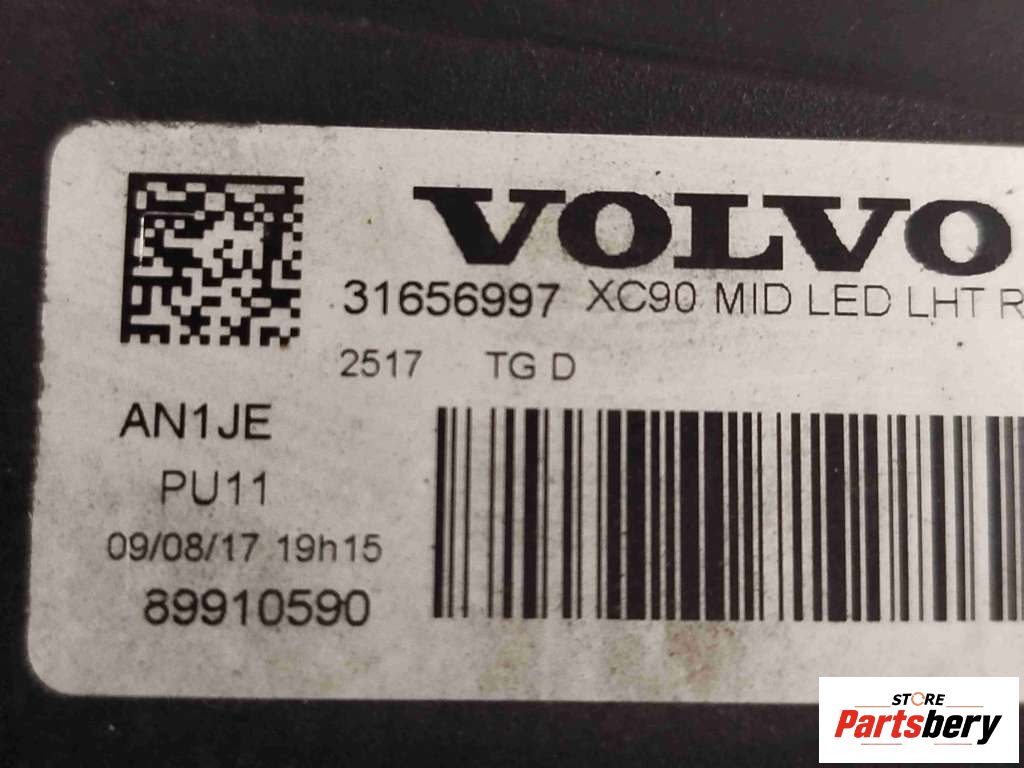 VOLVO
31656997 XC90 MID LED LHT R
2517 TG D
AN1JE
PU11
09/08/17 19h15
89910590
STORE
Partsbery